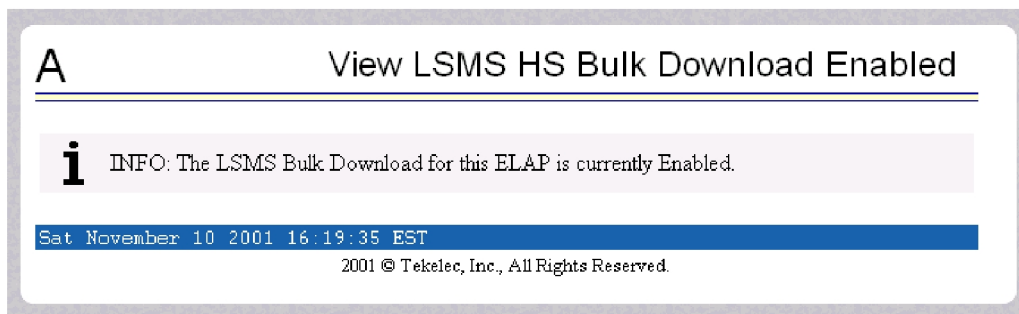 A View LSMS HS Bulk Download Enabled
i INFO: The LSMS Bulk Download for this ELAP is currently Enabled.
Sat November 10 2001 16:19:35 EST
2001 © Tekelec, Inc., All Rights Reserved.